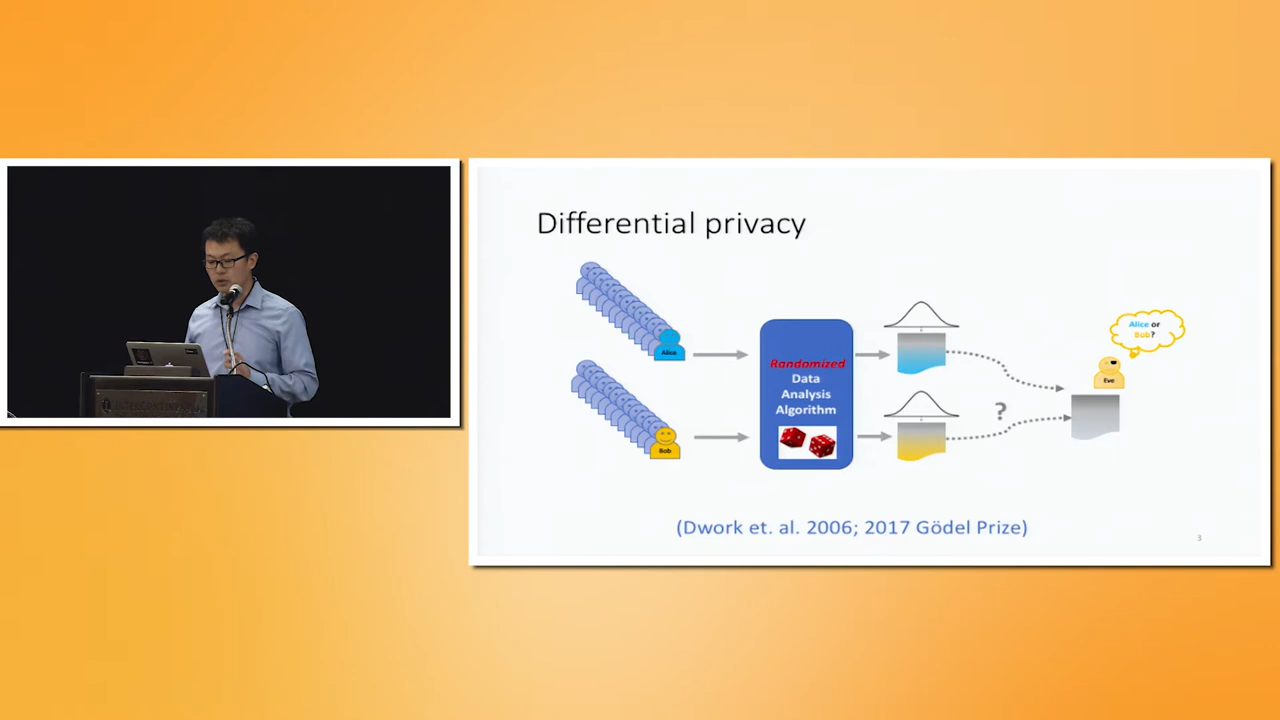 Differential privacy
Alice
Bob
Randomized
Data
Analysis
Algorithm
?
Alice or
Bob?
Eve
(Dwork et. al. 2006; 2017 Gödel Prize)
3